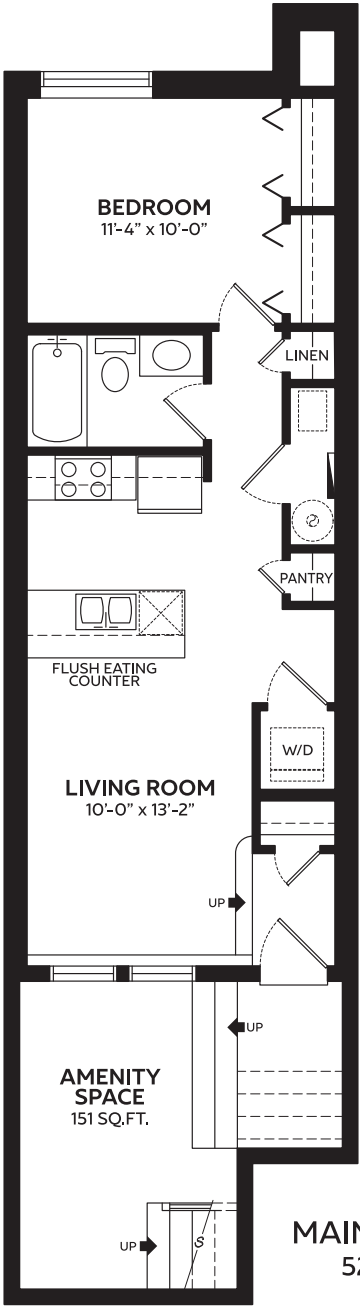 BEDROOM
11'-4" x 10'-0"
LINEN
PANTRY
FLUSH EATING
COUNTER
W/D
LIVING ROOM
10'-0" x 13'-2"
UP
UP
AMENITY
SPACE
151 SQ.FT.
UP
S